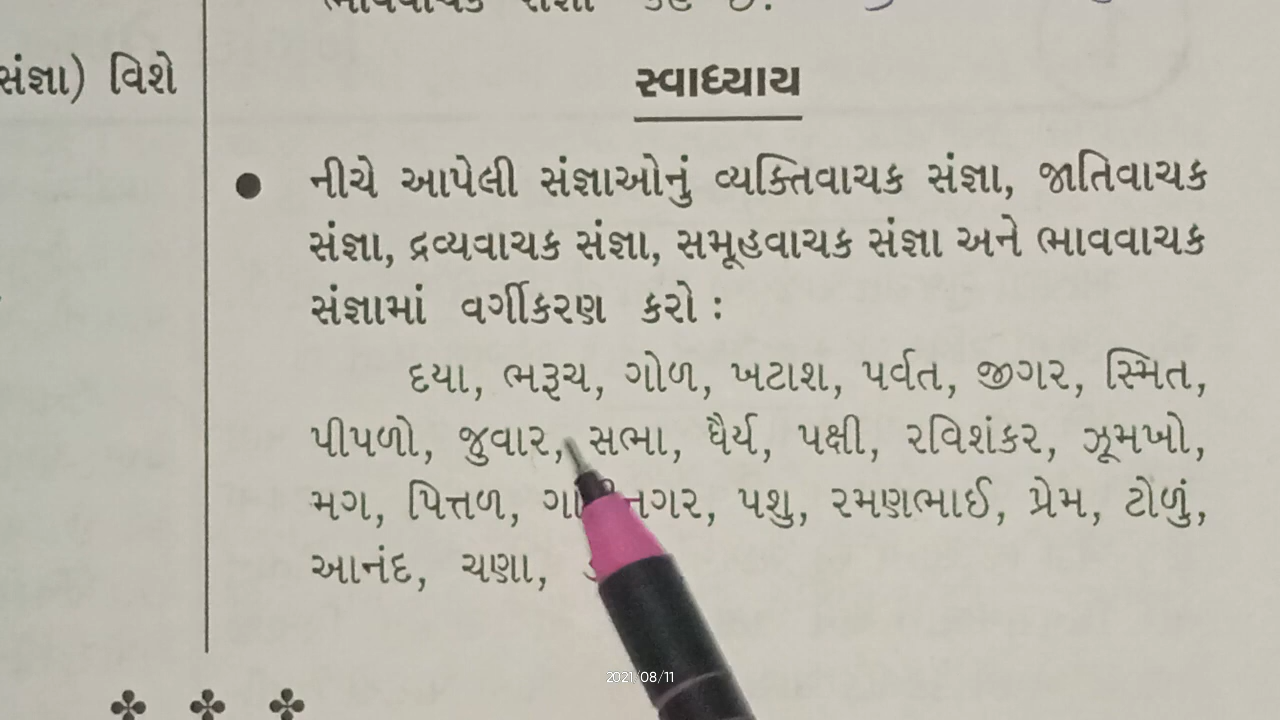 સંજ્ઞા) વિશે
સ્વાધ્યાય
● નીચે આપેલી સંજ્ઞાઓનું વ્યક્તિવાચક સંજ્ઞા, જાતિવાચક
સંજ્ઞા, દ્રવ્યવાચક સંજ્ઞા, સમૂહવાચક સંજ્ઞા અને ભાવવાચક
સંજ્ઞામાં વર્ગીકરણ કરો :
દયા, ભરૂચ, ગોળ, ખટાશ, પર્વત, જીગર, સ્મિત,
પીપળો, જુવાર, સભા, ધૈર્ય, પક્ષી, રવિશંકર, ઝૂમખો,
મગ, પિત્તળ, પશુ, રમણભાઈ, પ્રેમ, ટોળું,
આનંદ, ચણા,
2021/08/11